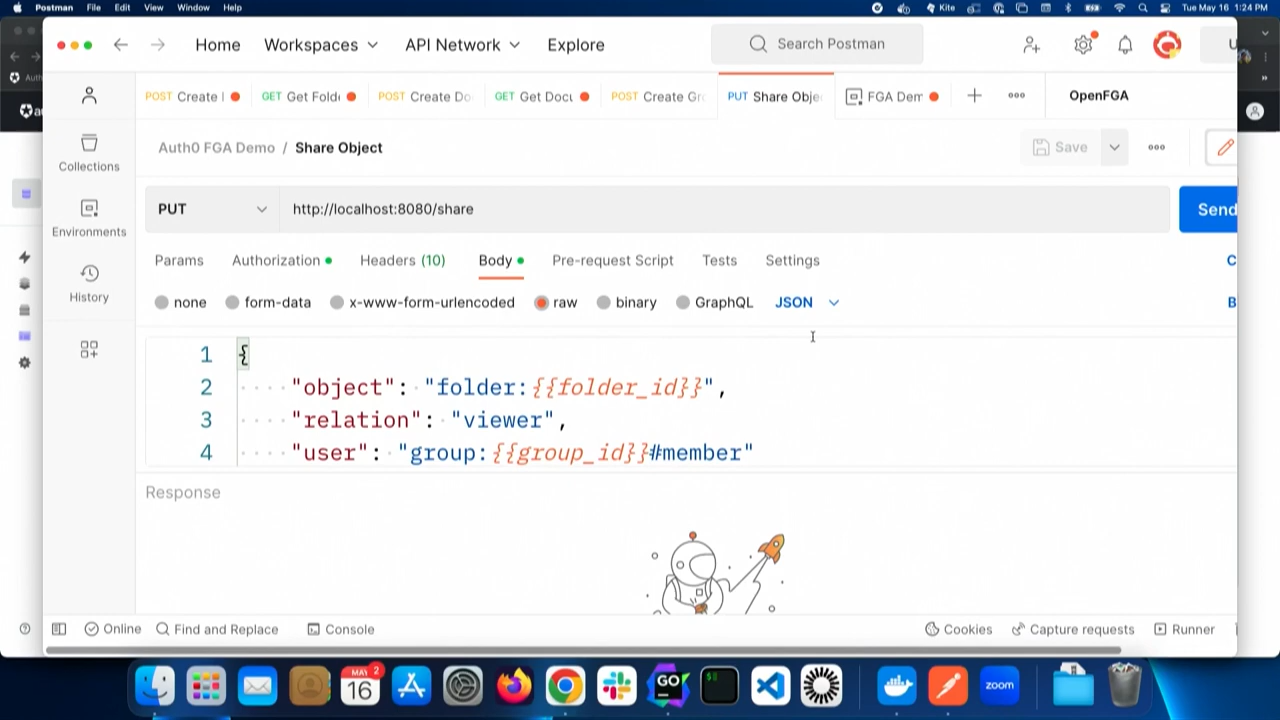 Postman File Edit View Window Help Kite Tue May 16 1:24 PM
Home Workspaces API Network Explore Search Postman
POST Create GET Get Folde POST Create Do GET Get Docu POST Create Gr PUT Share Obje FGA Dem OpenFGA
Auth0 FGA Demo / Share Object Save
Collections
PUT http://localhost:8080/share Send
Environments
Params Authorization Headers (10) Body Pre-request Script Tests Settings C
History
none form-data x-www-form-urlencoded raw binary GraphQL JSON B
1 {
2 "object": "folder:{{folder_id}}",
3 "relation": "viewer",
4 "user": "group:{{group_id}}#member"
Response
Online Find and Replace Console Cookies Capture requests Runner
MAY 2
16
GO
zoom